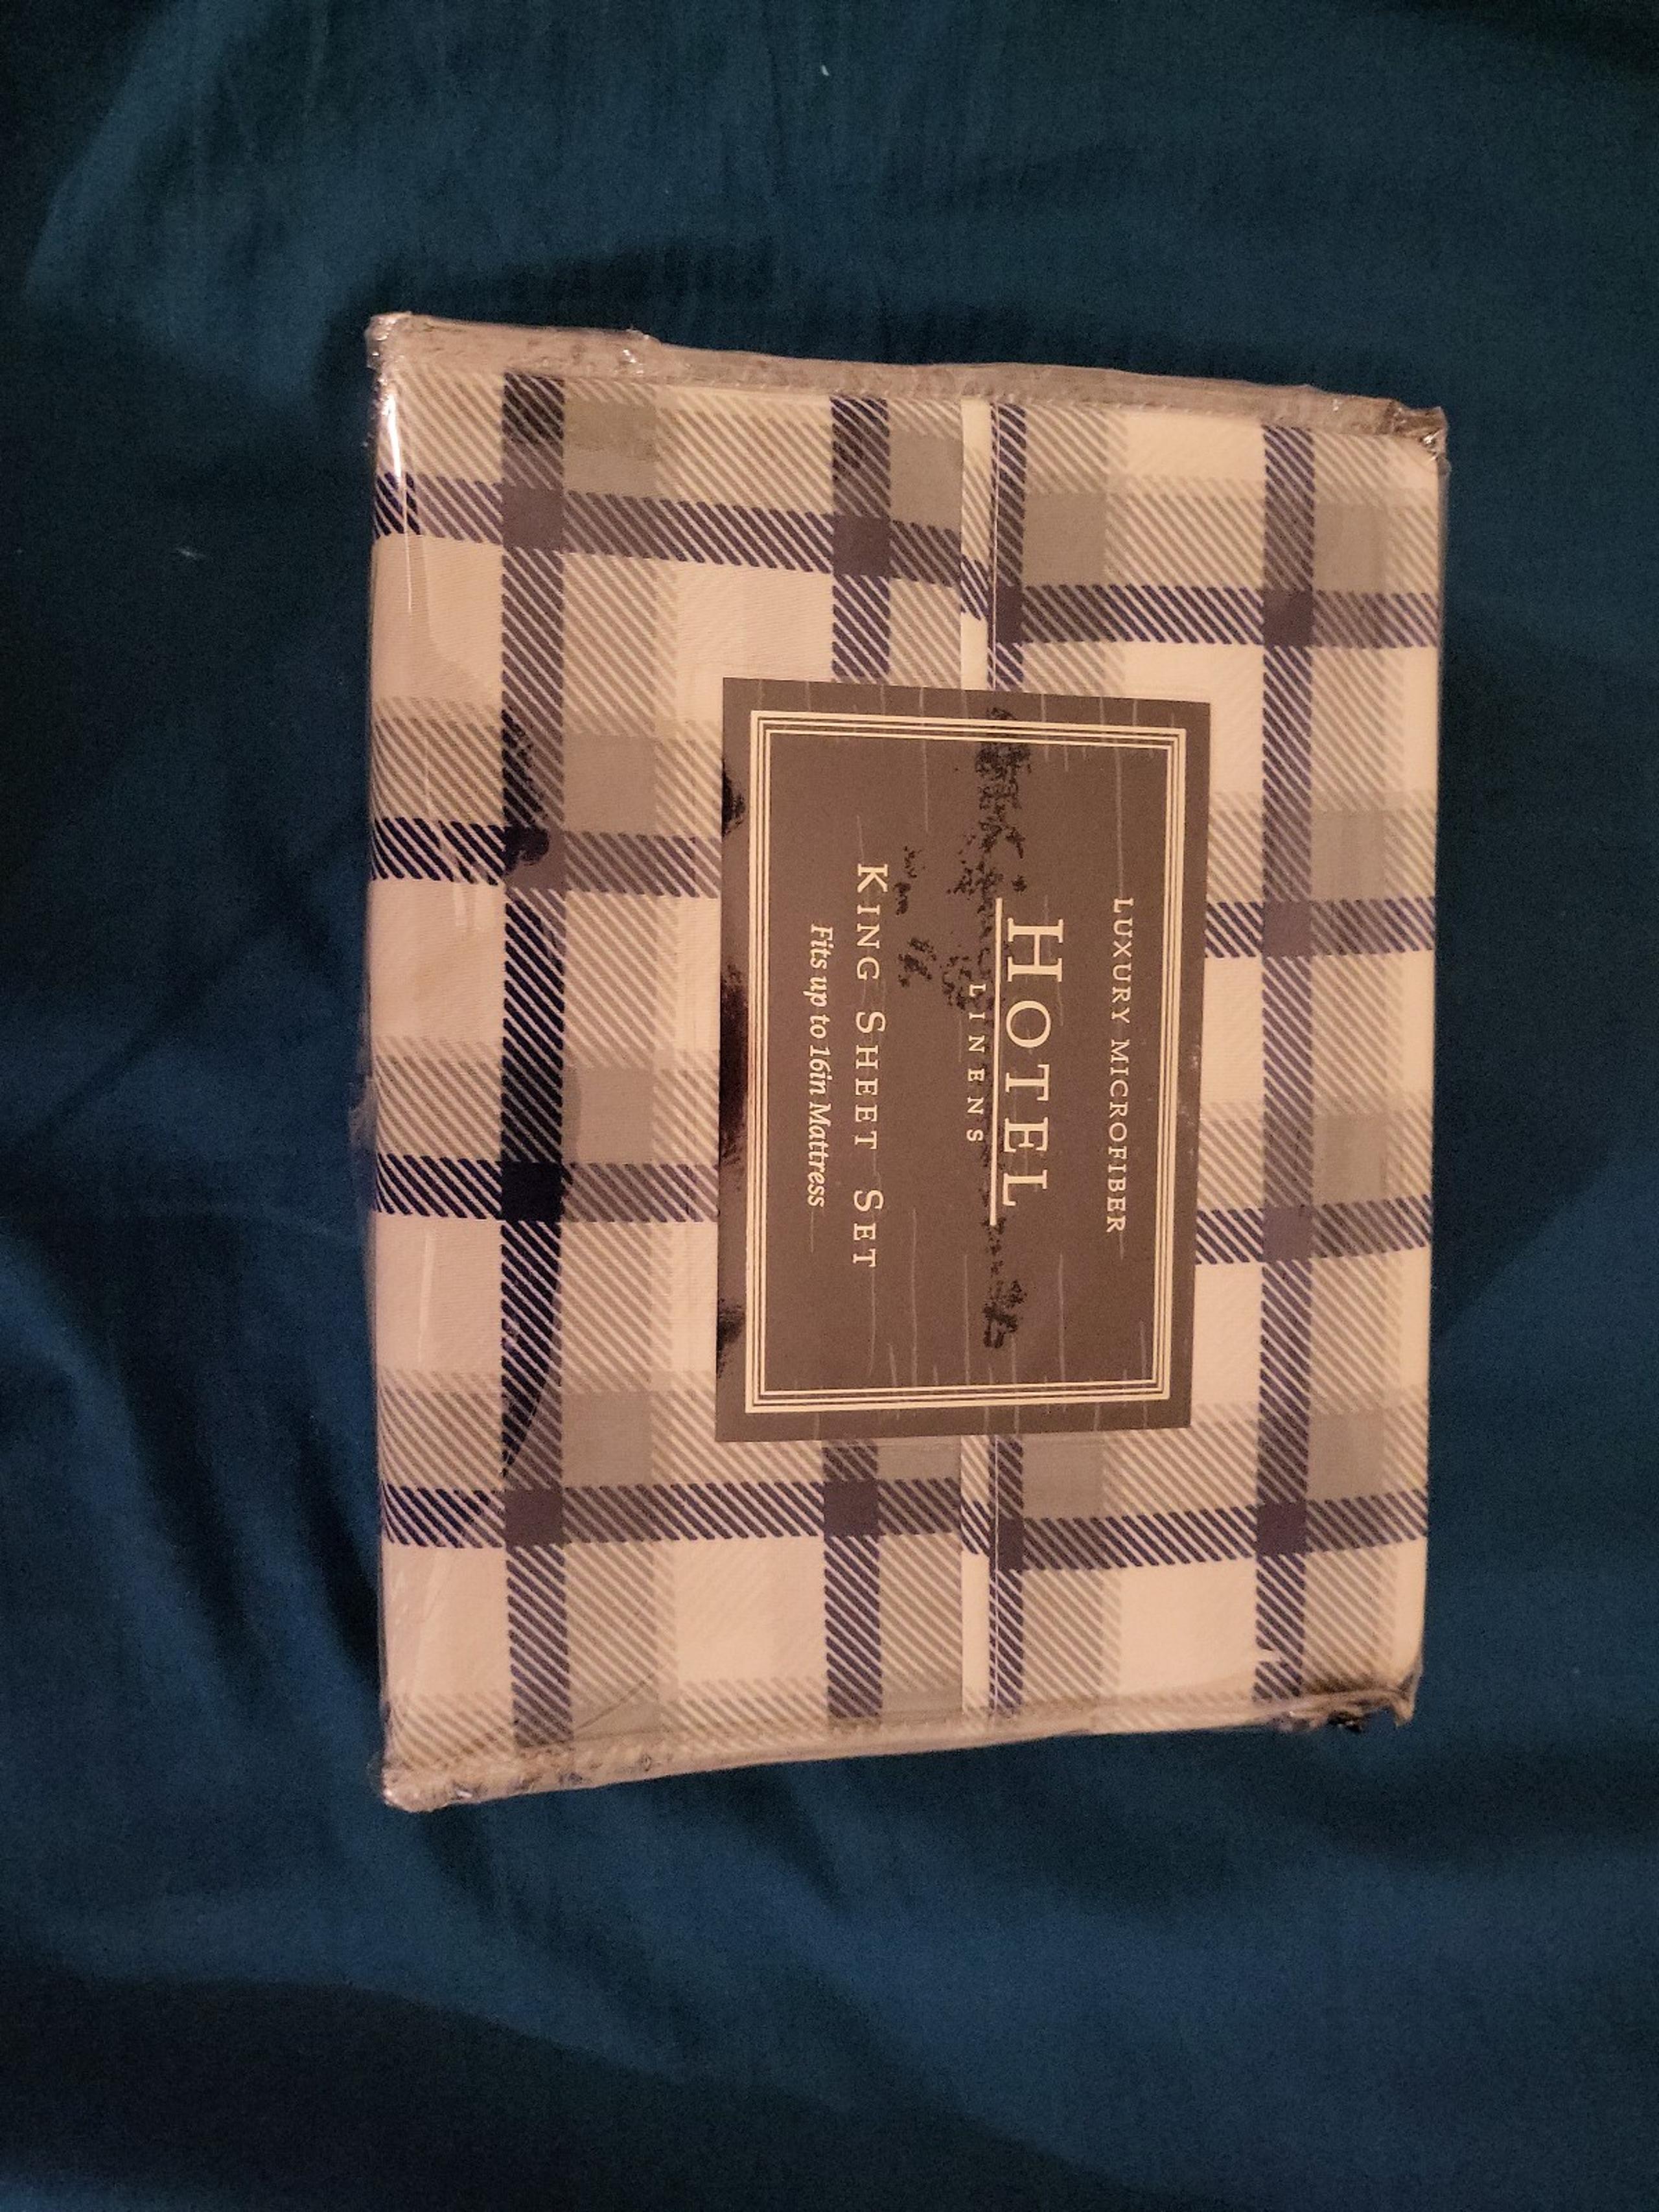 LUXURY MICROFIBER
HOTEL
LINENS
KING SHEET SET
Fits up to 16in Mattress